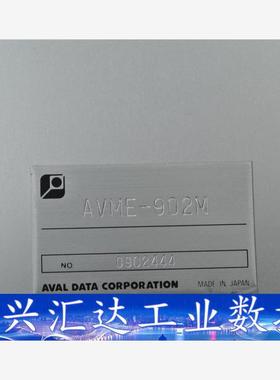 AVME-902M
NO 0902444
AVAL DATA CORPORATION MADE IN JAPAN
兴汇达工业数